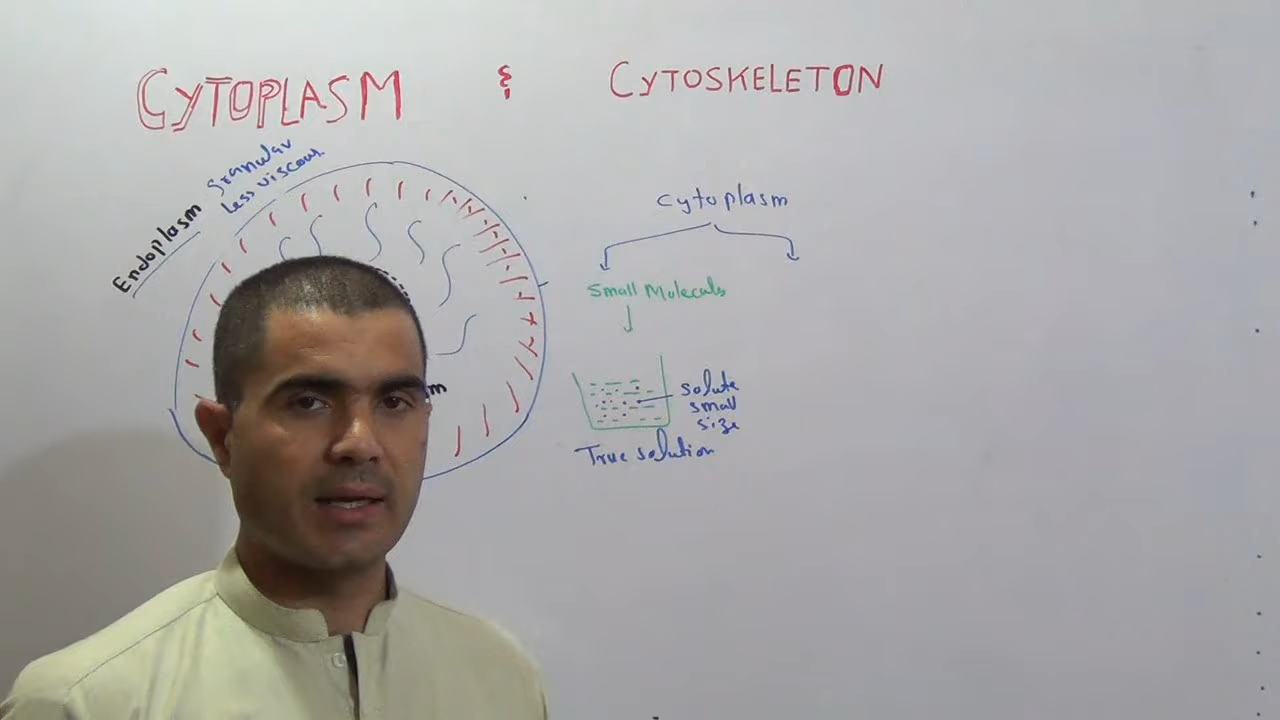 CYTOPLASM & CYTOSKELETON
Granular
less viscous
Endoplasm
Cytoplasm
Small Molecules
Solute
small
size
True solution